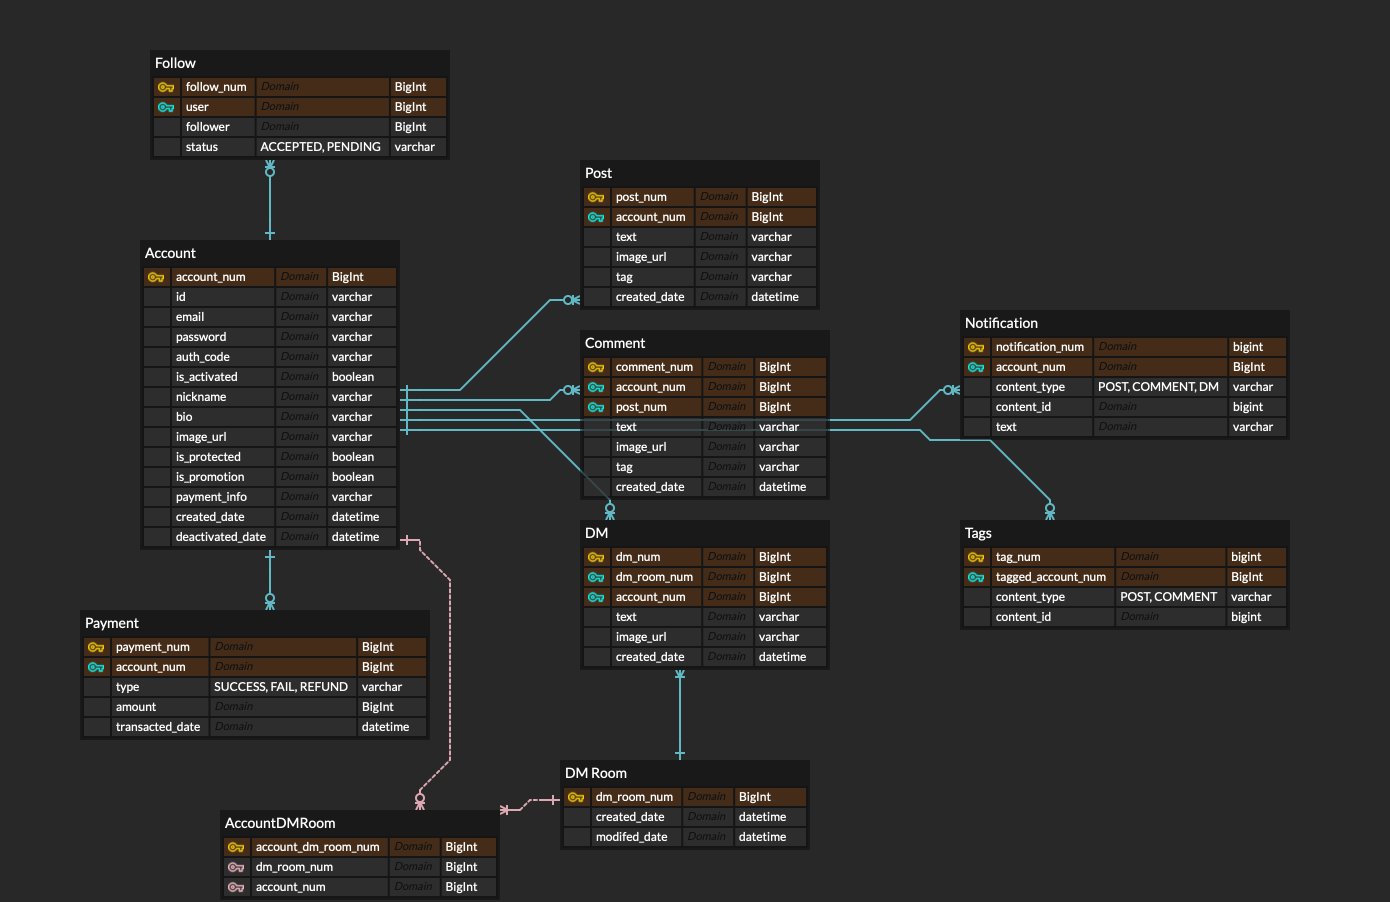 Follow
follow_num Domain BigInt
user Domain BigInt
follower Domain BigInt
status ACCEPTED, PENDING varchar
Account
account_num Domain BigInt
id Domain varchar
email Domain varchar
password Domain varchar
auth_code Domain varchar
is_activated Domain boolean
nickname Domain varchar
bio Domain varchar
image_url Domain varchar
is_protected Domain boolean
is_promotion Domain boolean
payment_info Domain varchar
created_date Domain datetime
deactivated_date Domain datetime
Payment
payment_num Domain BigInt
account_num Domain BigInt
type SUCCESS, FAIL, REFUND varchar
amount Domain BigInt
transacted_date Domain datetime
AccountDMRoom
account_dm_room_num Domain BigInt
dm_room_num Domain BigInt
account_num Domain BigInt
Post
post_num Domain BigInt
account_num Domain BigInt
text Domain varchar
image_url Domain varchar
tag Domain varchar
created_date Domain datetime
Comment
comment_num Domain BigInt
account_num Domain BigInt
post_num Domain BigInt
text Domain varchar
image_url Domain varchar
tag Domain varchar
created_date Domain datetime
DM
dm_num Domain BigInt
dm_room_num Domain BigInt
account_num Domain BigInt
text Domain varchar
image_url Domain varchar
created_date Domain datetime
DM Room
dm_room_num Domain BigInt
created_date Domain datetime
modifed_date Domain datetime
Notification
notification_num Domain bigint
account_num Domain BigInt
content_type POST, COMMENT, DM varchar
content_id Domain bigint
text Domain varchar
Tags
tag_num Domain bigint
tagged_account_num Domain BigInt
content_type POST, COMMENT varchar
content_id Domain bigint